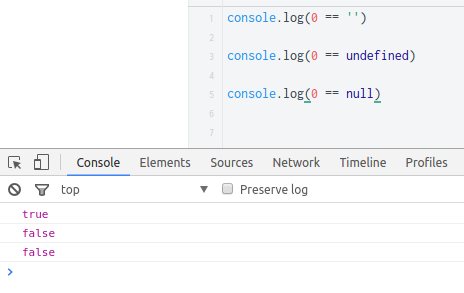 1 console.log(0 == '')
2
3 console.log(0 == undefined)
4
5 console.log(0 == null)
6
7
Console Elements Sources Network Timeline Profiles
top Preserve log
true
false
false
>